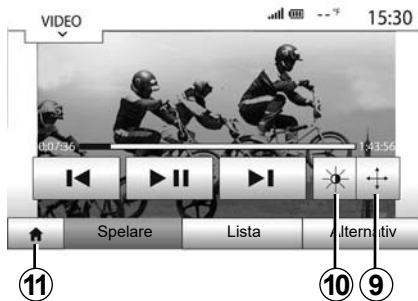 VIDEO
--°F
15:30
0:07:36
1:43:56
Spelare
Lista
Alternativ
11
10
9